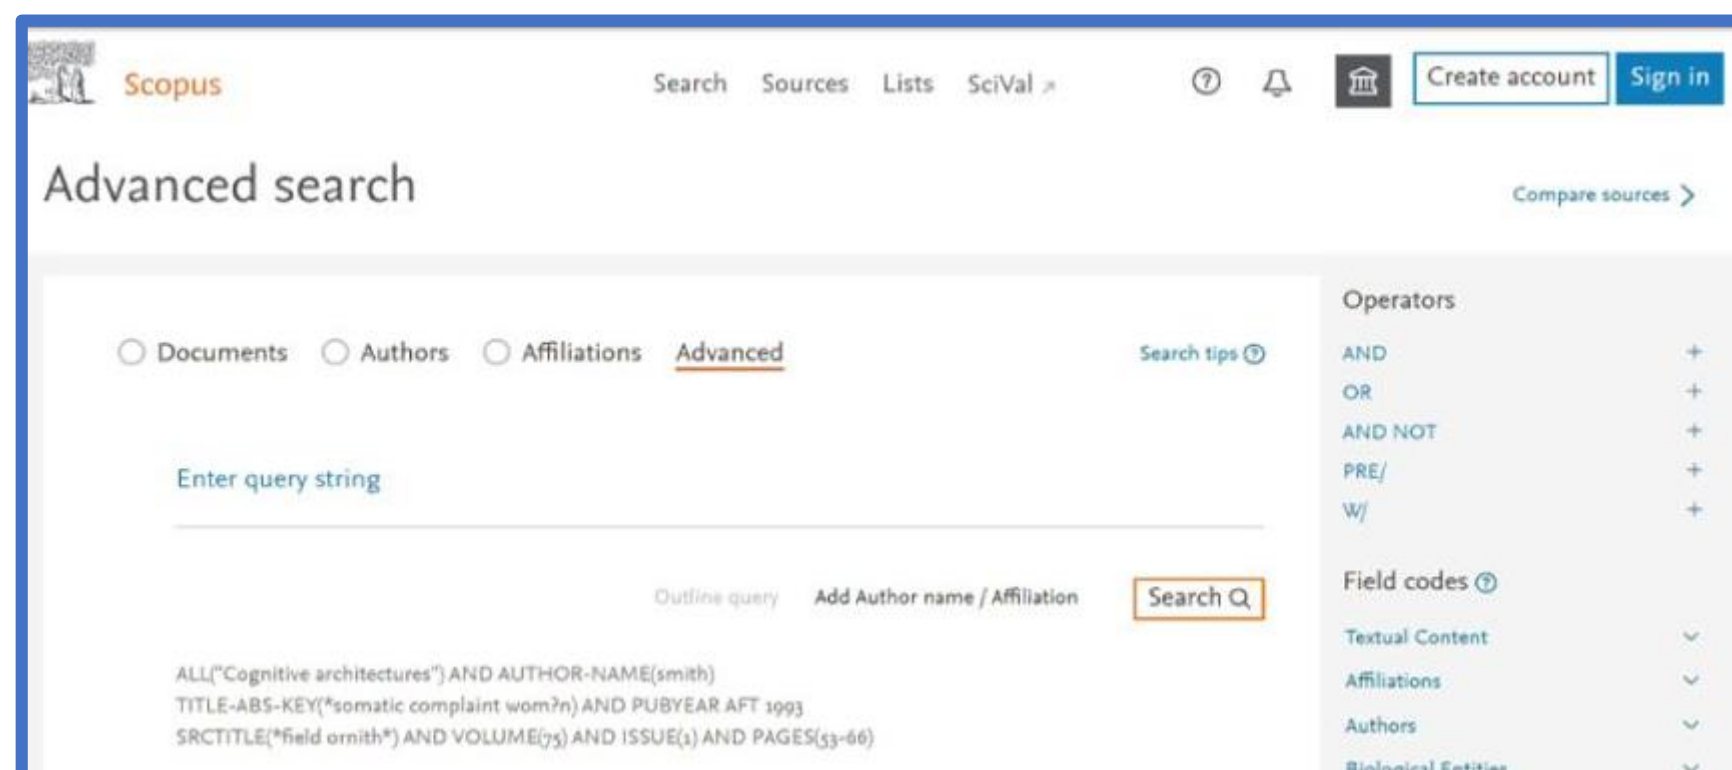 Scopus
Search Sources Lists SciVal ↗
Create account Sign in
Advanced search
Compare sources >
Documents Authors Affiliations Advanced
Search tips
Enter query string
Outline query Add Author name / Affiliation Search
ALL("Cognitive architectures") AND AUTHOR-NAME(smith)
TITLE-ABS-KEY(*somatic complaint wom?n) AND PUBYEAR AFT 1993
SRCTITLE(*field ornith*) AND VOLUME(75) AND ISSUE(1) AND PAGES(53-66)
Operators
AND +
OR +
AND NOT +
PRE/ +
W/ +
Field codes
Textual Content
Affiliations
Authors
Biological Entities